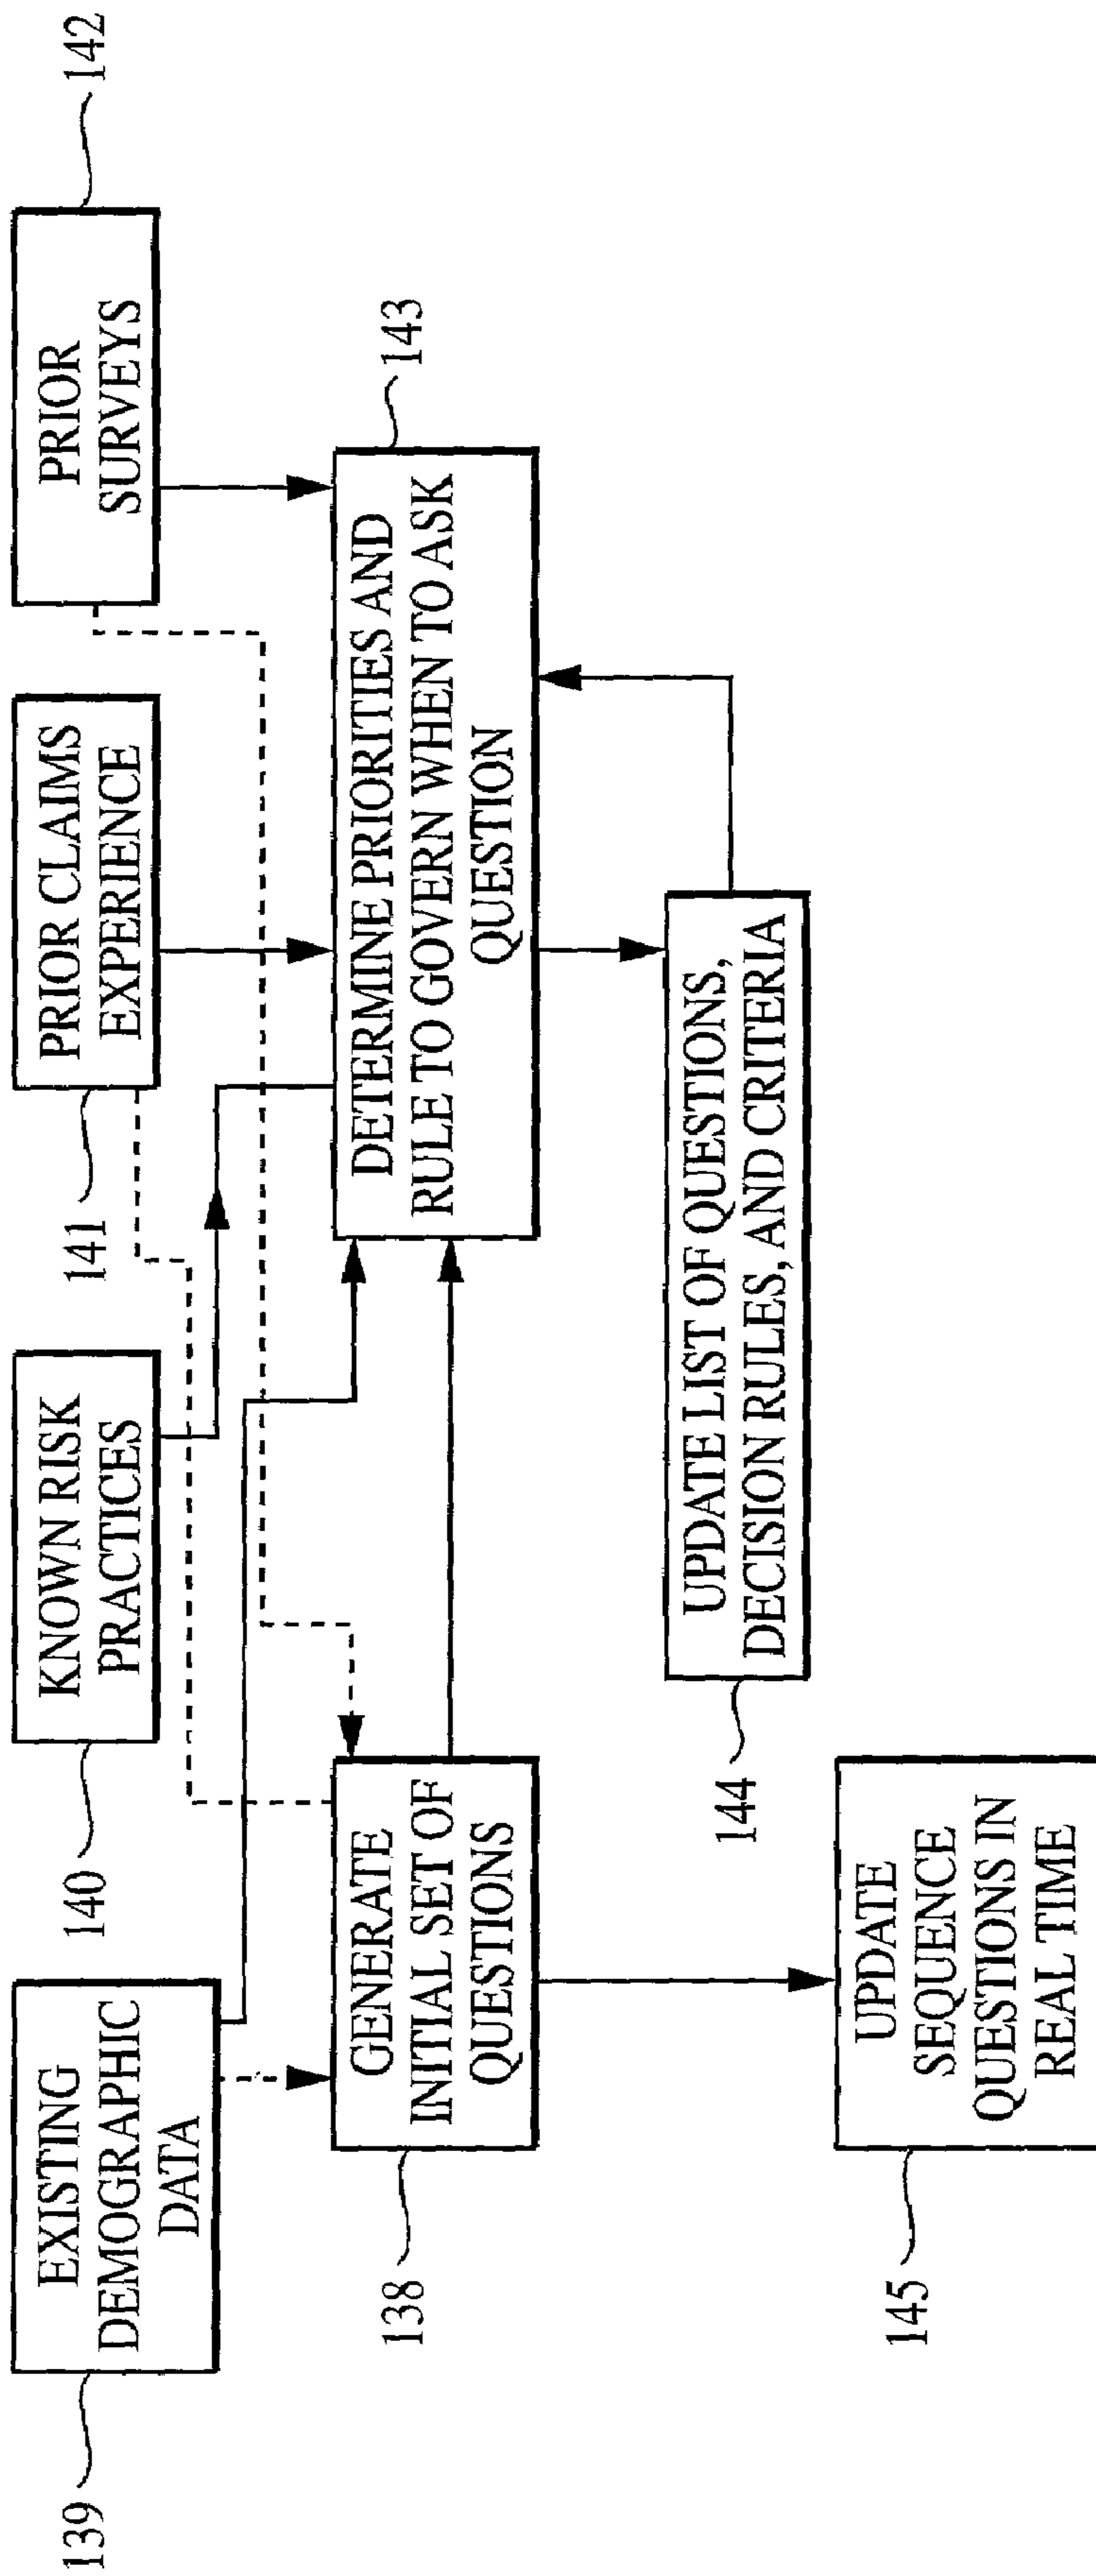 139
EXISTING
DEMOGRAPHIC
DATA
140
KNOWN RISK
PRACTICES
141
PRIOR CLAIMS
EXPERIENCE
142
PRIOR
SURVEYS
138
GENERATE
INITIAL SET OF
QUESTIONS
143
DETERMINE PRIORITIES AND
RULE TO GOVERN WHEN TO ASK
QUESTION
144
UPDATE LIST OF QUESTIONS,
DECISION RULES, AND CRITERIA
145
UPDATE
SEQUENCE
QUESTIONS IN
REAL TIME